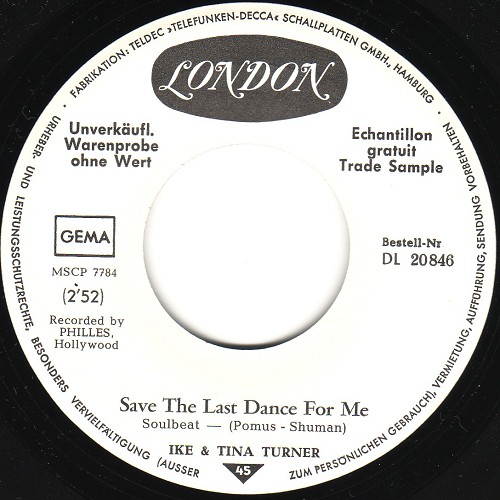 FABRIKATION: TELDEC »TELEFUNKEN-DECCA« SCHALLPLATTEN GMBH., HAMBURG
LONDON
Unverkäufl.
Warenprobe
ohne Wert
Echantillon
gratuit
Trade Sample
GEMA
MSCP 7784
(2'52)
Recorded by
PHILLES,
Hollywood
Bestell-Nr
DL 20846
Save The Last Dance For Me
Soulbeat — (Pomus - Shuman)
IKE & TINA TURNER
45
URHEBER- UND LEISTUNGSSCHUTZRECHTE, BESONDERS VERVIELFÄLTIGUNG (AUSSER ZUM PERSÖNLICHEN GEBRAUCH), VERMIETUNG, AUFFÜHRUNG, SENDUNG VORBEHALTEN